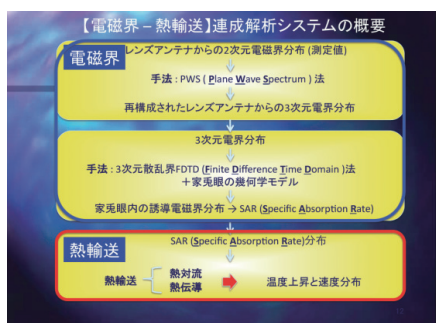 【電磁界 – 熱輸送】連成解析システムの概要
電磁界
レンズアンテナからの2次元電磁界分布 (測定値)
手法 : PWS ( Plane Wave Spectrum ) 法
再構成されたレンズアンテナからの3次元電界分布
3次元電界分布
手法 : 3次元散乱界FDTD (Finite Difference Time Domain )法
＋家兎眼の幾何学モデル
家兎眼内の誘導電磁界分布 → SAR (Specific Absorption Rate)
熱輸送
SAR (Specific Absorption Rate)分布
熱輸送
熱対流
熱伝導
温度上昇と速度分布
12